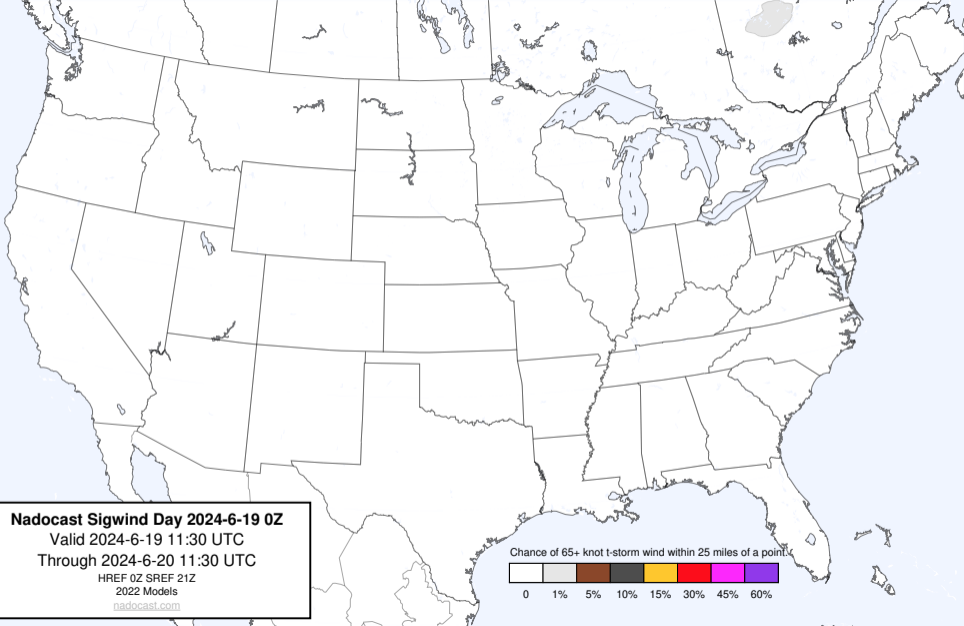 Nadocast Sigwind Day 2024-6-19 0Z
Valid 2024-6-19 11:30 UTC
Through 2024-6-20 11:30 UTC
HREF 0Z SREF 21Z
2022 Models
nadocast.com
Chance of 65+ knot t-storm wind within 25 miles of a point.
0 1% 5% 10% 15% 30% 45% 60%